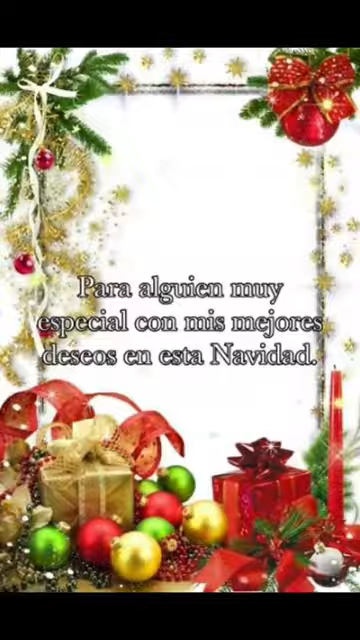 Para alguien muy
especial con mis mejores
deseos en esta Navidad.